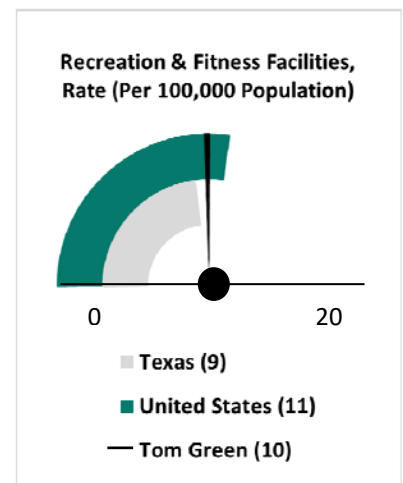 Recreation & Fitness Facilities,
Rate (Per 100,000 Population)
0 20
Texas (9)
United States (11)
Tom Green (10)